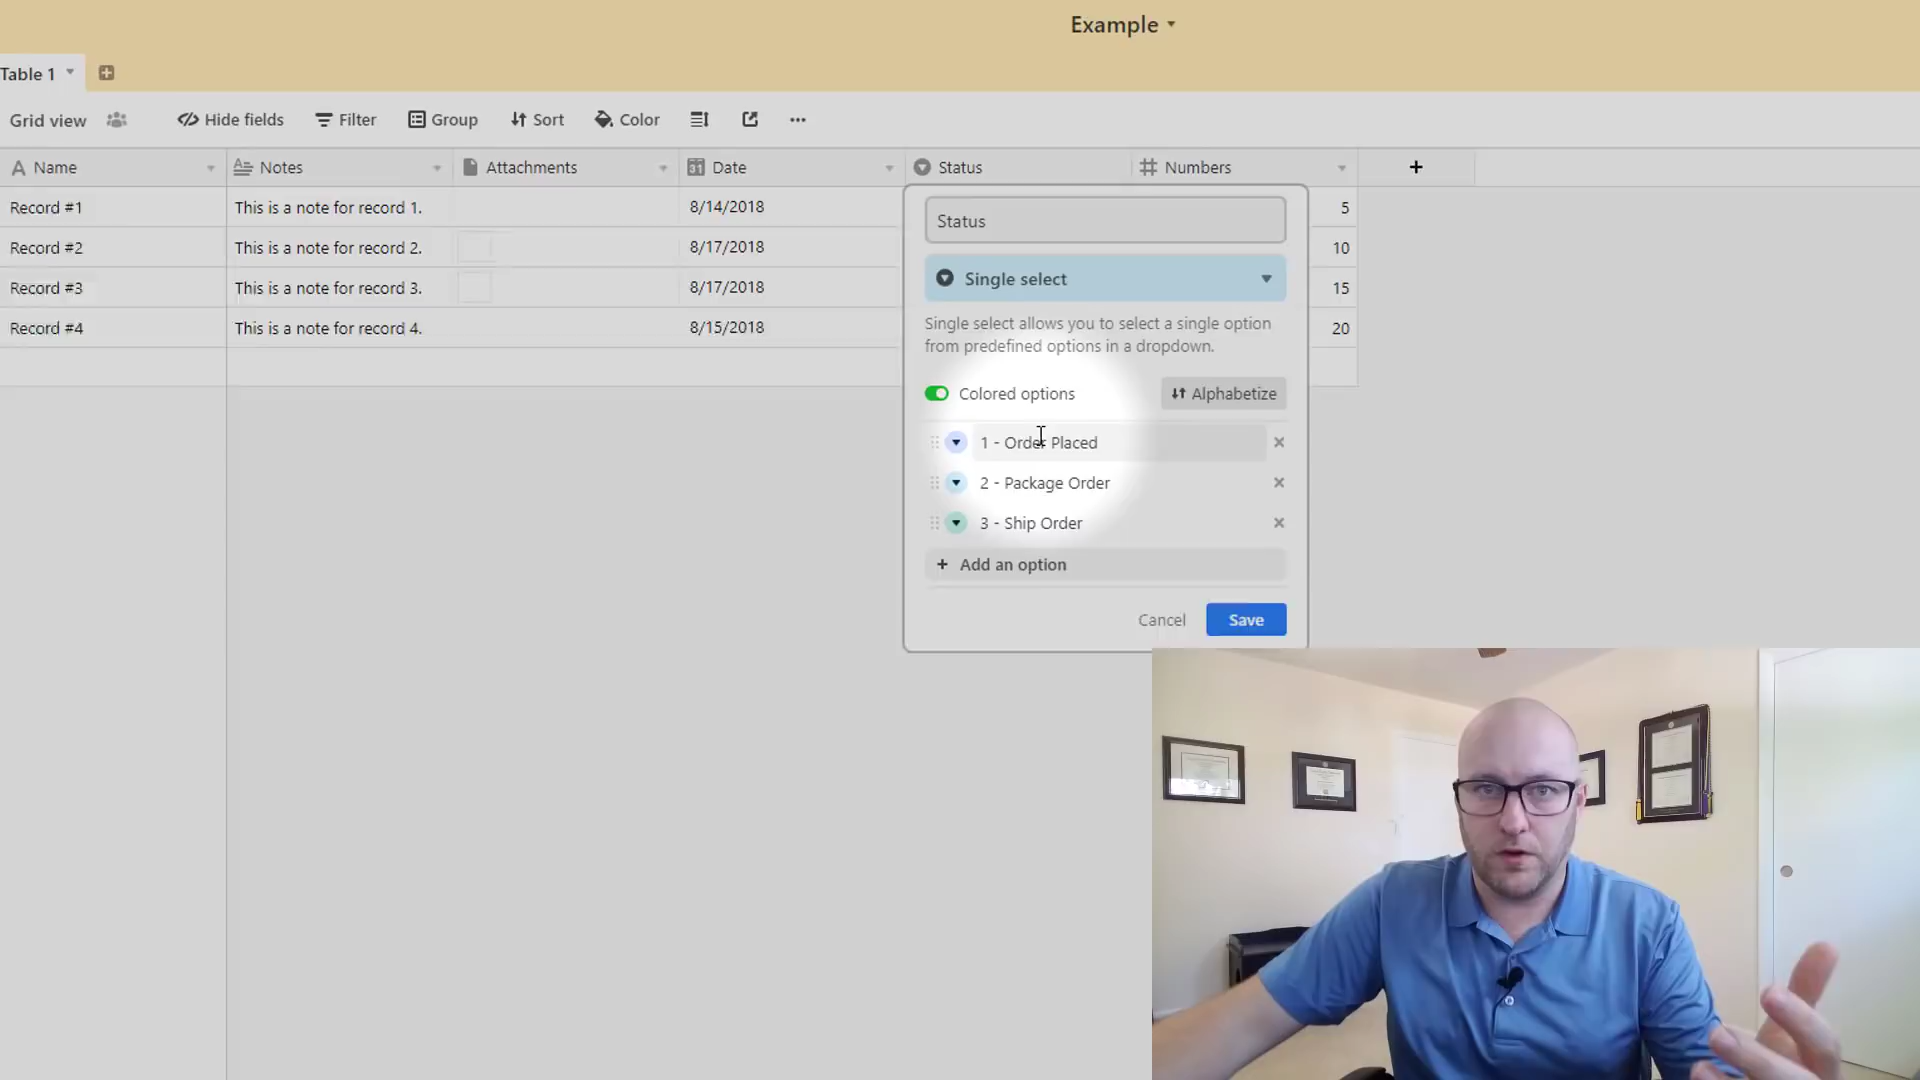 Example
Table 1
Grid view
Hide fields
Filter
Group
Sort
Color
Name
Notes
Attachments
Date
Status
Numbers
Record #1
This is a note for record 1.
8/14/2018
5
Record #2
This is a note for record 2.
8/17/2018
10
Record #3
This is a note for record 3.
8/17/2018
15
Record #4
This is a note for record 4.
8/15/2018
20
Status
Single select
Single select allows you to select a single option
from predefined options in a dropdown.
Colored options
Alphabetize
1 - Order Placed
2 - Package Order
3 - Ship Order
+ Add an option
Cancel
Save